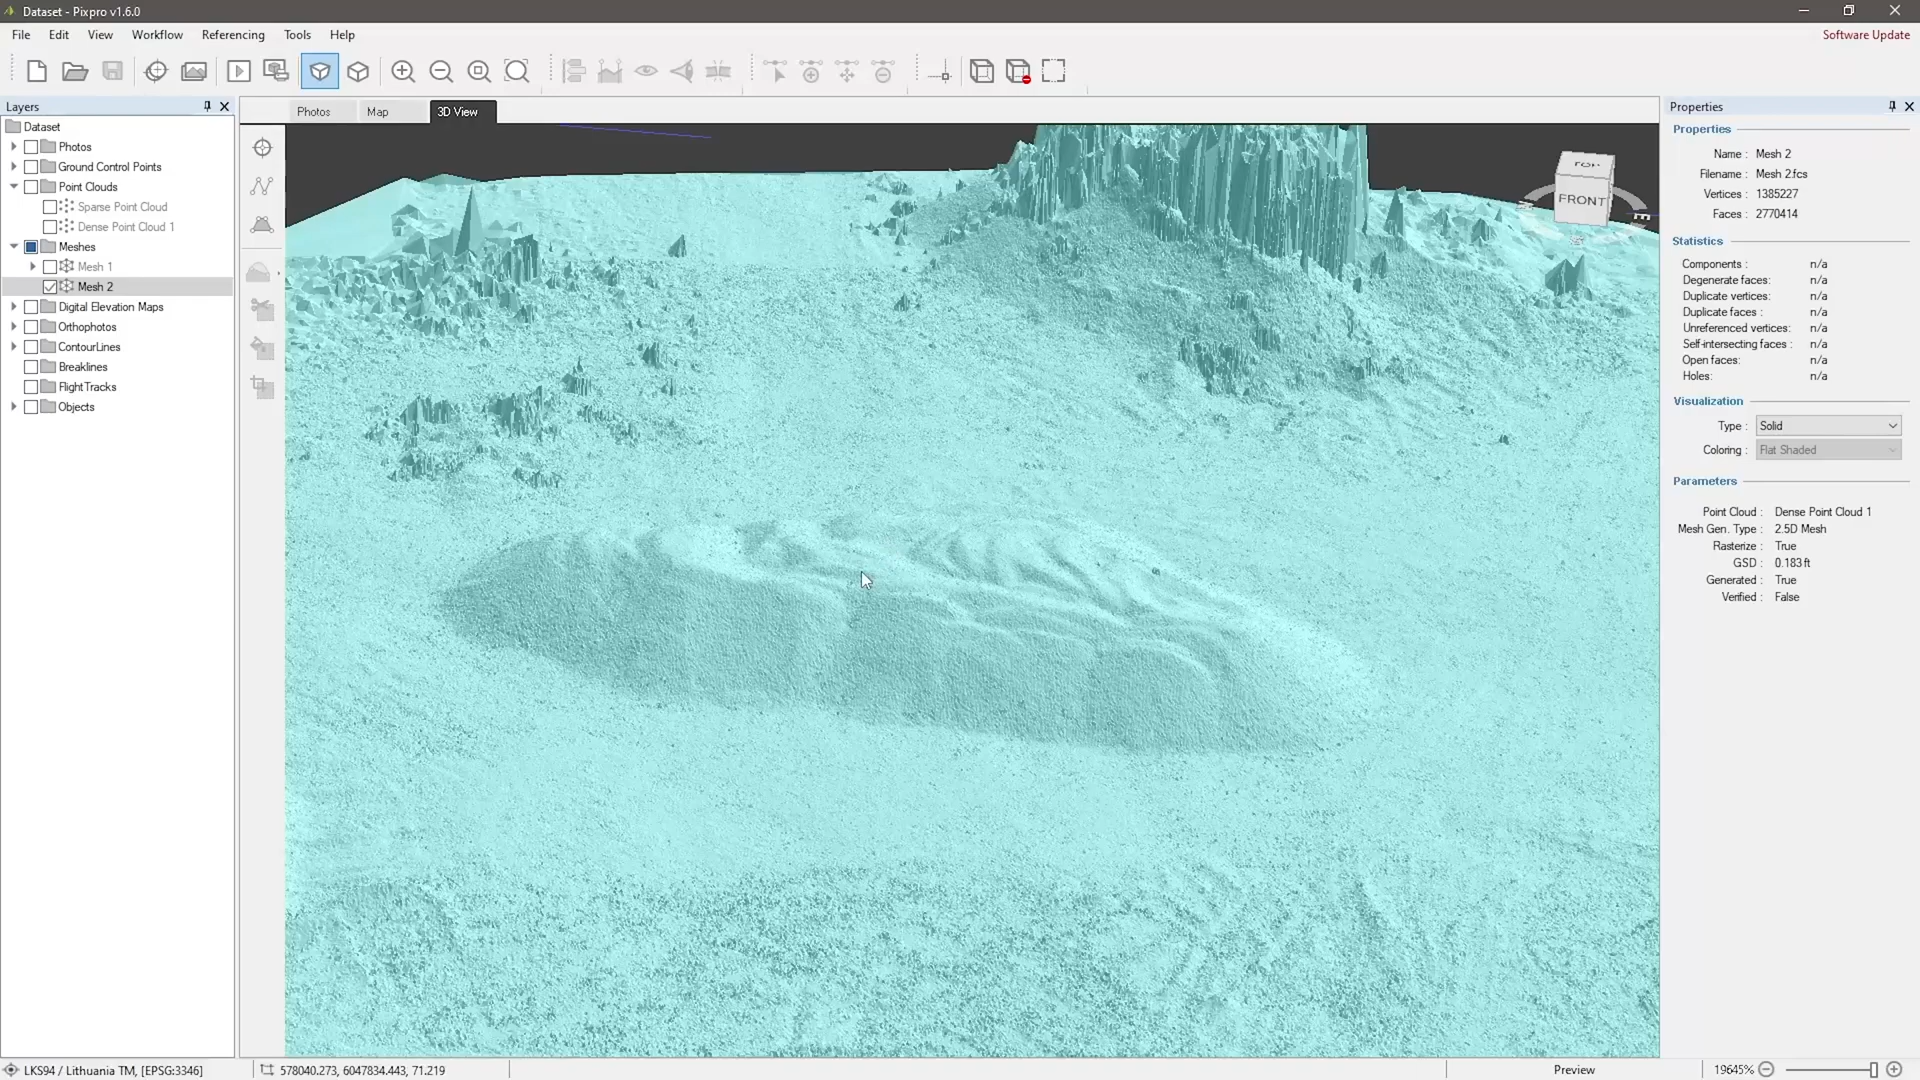 Dataset - Pixpro v1.6.0
File Edit View Workflow Referencing Tools Help
Software Update
Layers
Photos Map 3D View
Properties
Dataset
Photos
Ground Control Points
Point Clouds
Sparse Point Cloud
Dense Point Cloud 1
Meshes
Mesh 1
Mesh 2
Digital Elevation Maps
Orthophotos
ContourLines
Breaklines
FlightTracks
Objects
TOP
FRONT
E
Properties
Name : Mesh 2
Filename : Mesh 2.fcs
Vertices : 1385227
Faces : 2770414
Statistics
Components : n/a
Degenerate faces: n/a
Duplicate vertices: n/a
Duplicate faces : n/a
Unreferenced vertices: n/a
Self-intersecting faces : n/a
Open faces: n/a
Holes: n/a
Visualization
Type : Solid
Coloring : Flat Shaded
Parameters
Point Cloud : Dense Point Cloud 1
Mesh Gen. Type : 2.5D Mesh
Rasterize : True
GSD : 0.183 ft
Generated : True
Verified : False
LKS94 / Lithuania TM, [EPSG:3346]
578040.273, 6047834.443, 71.219
Preview
19645%